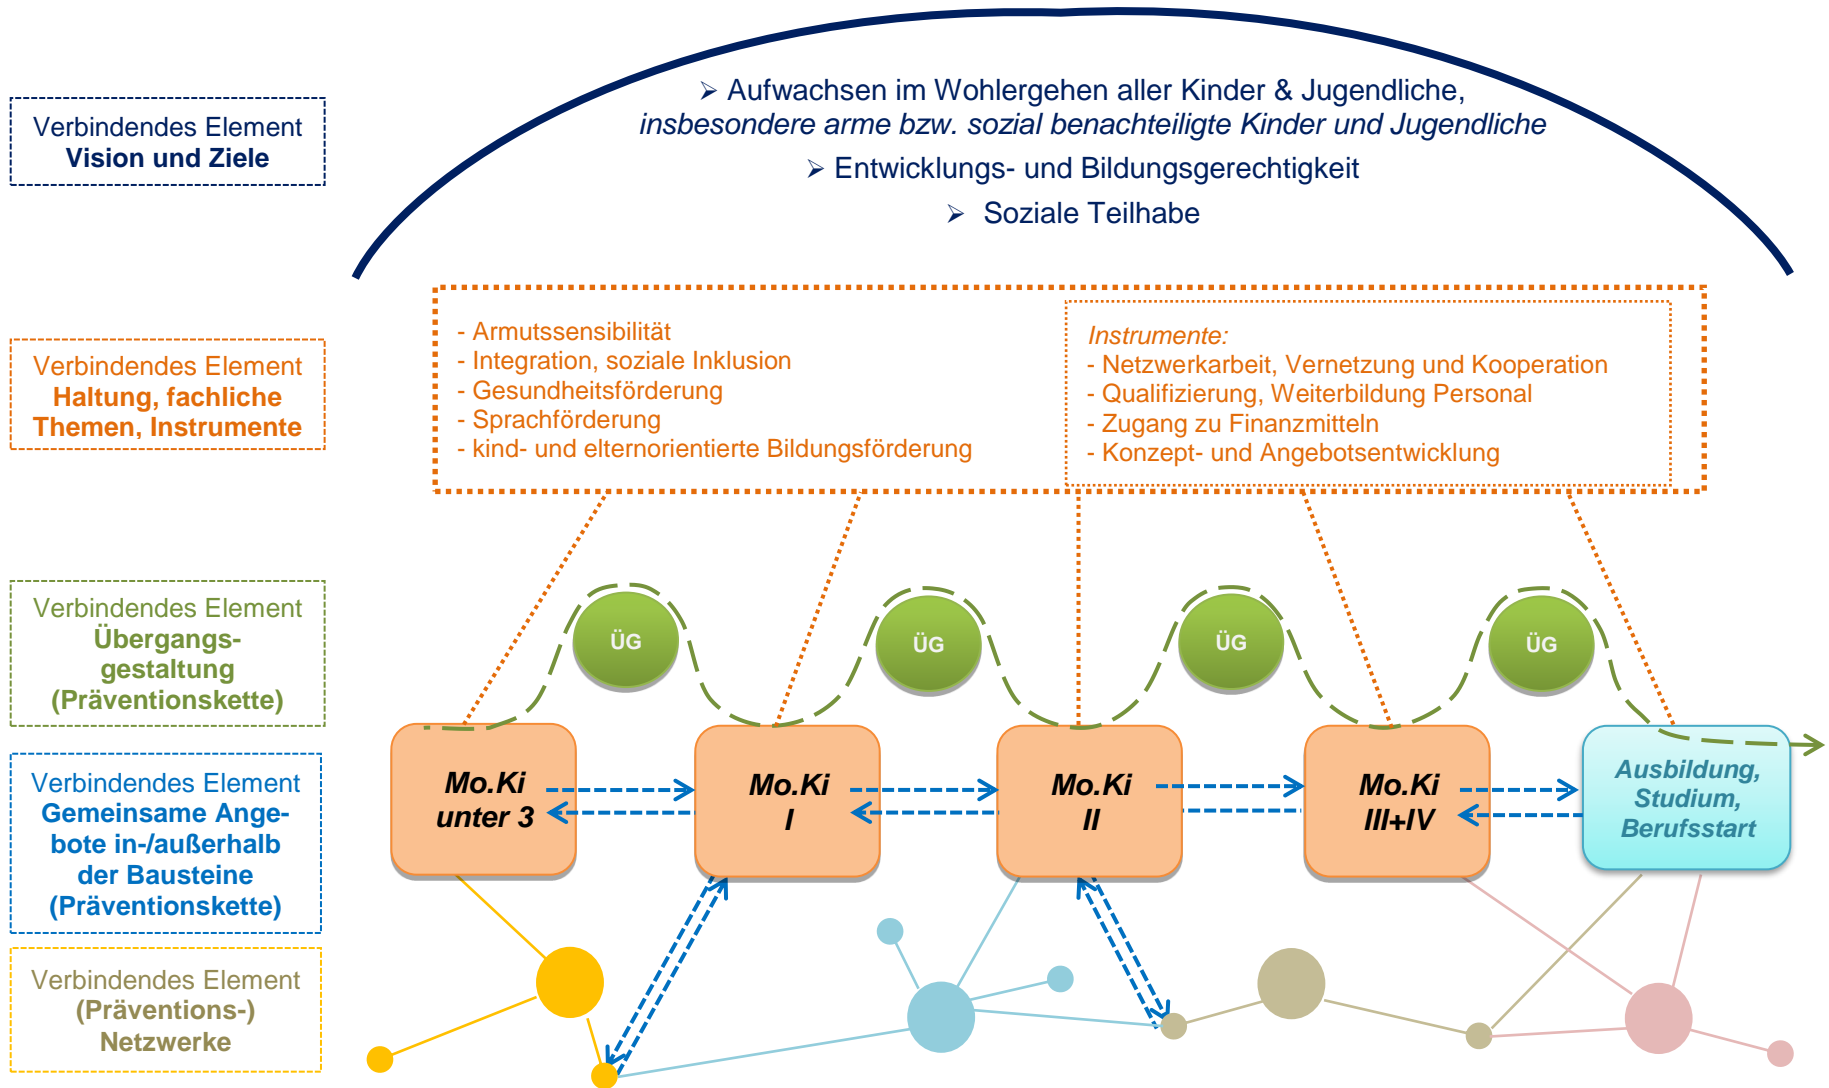 Verbindendes Element
Vision und Ziele
➢ Aufwachsen im Wohlergehen aller Kinder & Jugendliche,
insbesondere arme bzw. sozial benachteiligte Kinder und Jugendliche
➢ Entwicklungs- und Bildungsgerechtigkeit
➢ Soziale Teilhabe
Verbindendes Element
Haltung, fachliche
Themen, Instrumente
- Armutssensibilität
- Integration, soziale Inklusion
- Gesundheitsförderung
- Sprachförderung
- kind- und elternorientierte Bildungsförderung
Instrumente:
- Netzwerkarbeit, Vernetzung und Kooperation
- Qualifizierung, Weiterbildung Personal
- Zugang zu Finanzmitteln
- Konzept- und Angebotsentwicklung
Verbindendes Element
Übergangs-
gestaltung
(Präventionskette)
ÜG
ÜG
ÜG
ÜG
Verbindendes Element
Gemeinsame Ange-
bote in-/außerhalb
der Bausteine
(Präventionskette)
Mo.Ki
unter 3
Mo.Ki
I
Mo.Ki
II
Mo.Ki
III+IV
Ausbildung,
Studium,
Berufsstart
Verbindendes Element
(Präventions-)
Netzwerke